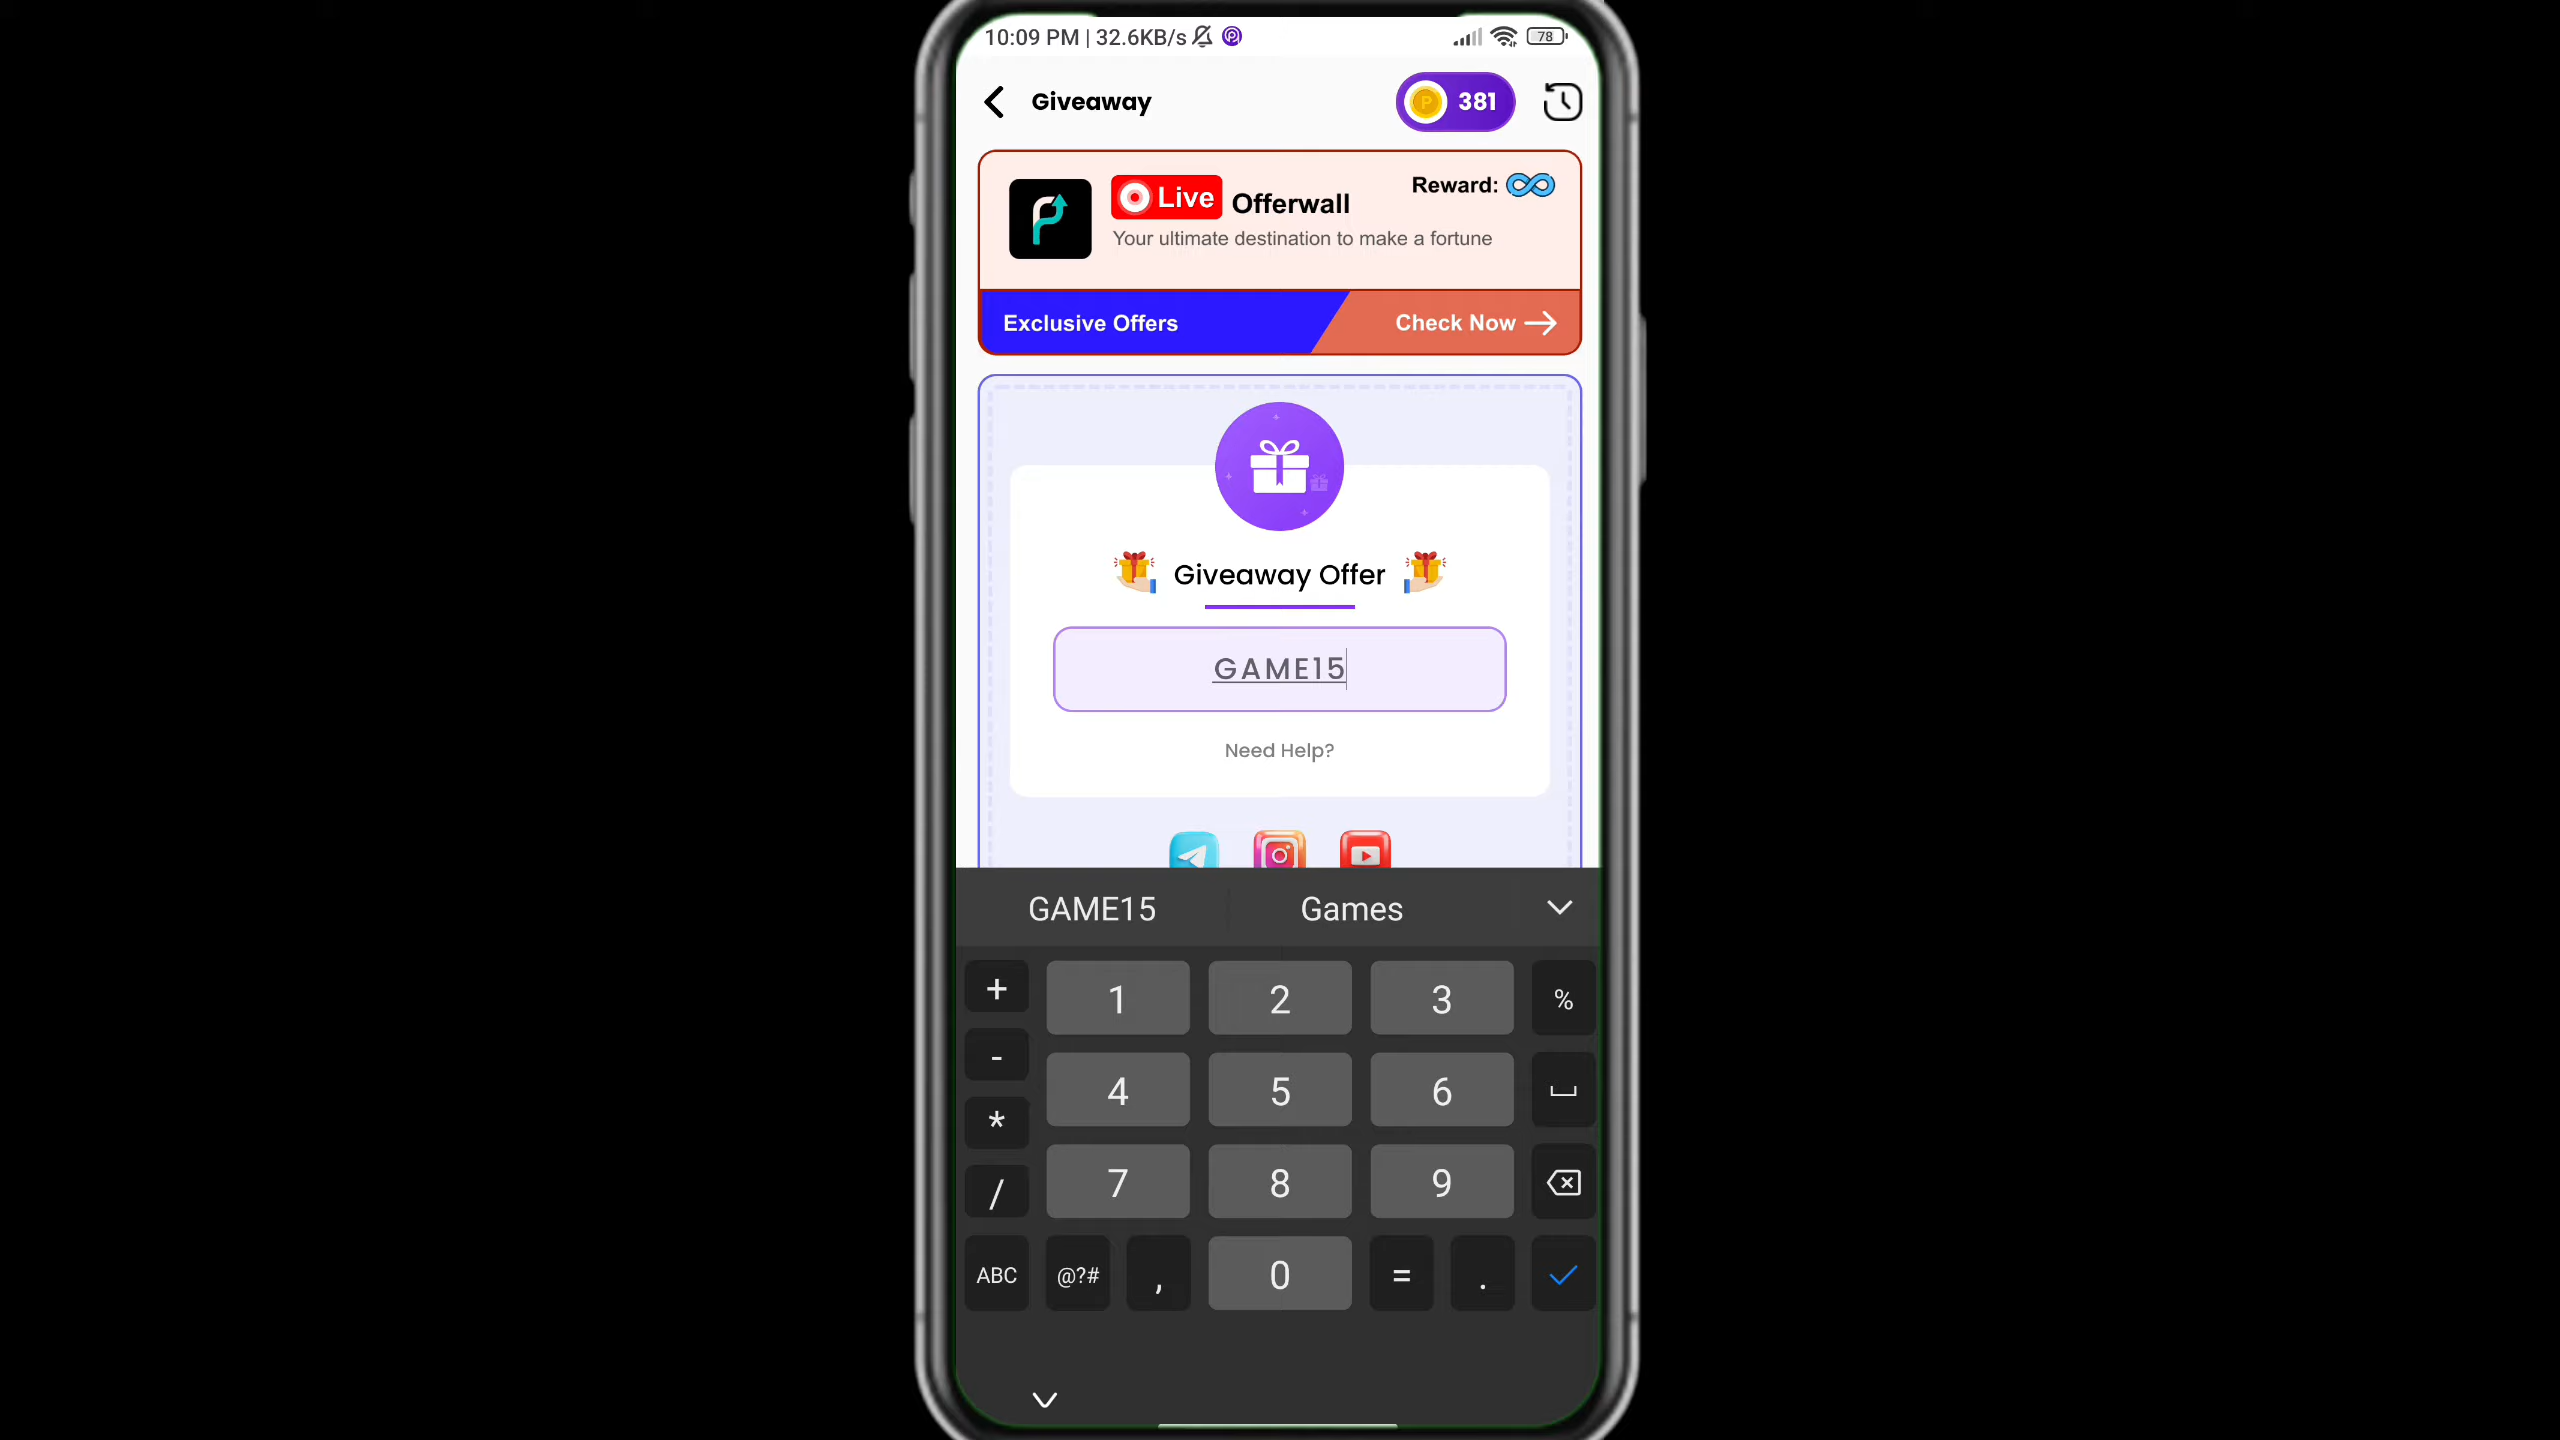 10:09 PM | 32.6KB/s
78
Giveaway
P
381
Live Offerwall
Reward:
Your ultimate destination to make a fortune
Exclusive Offers
Check Now
Giveaway Offer
GAME15
Need Help?
GAME15
Games
+ 1 2 3 %
- 4 5 6
*
/ 7 8 9
ABC @?# , 0 = .